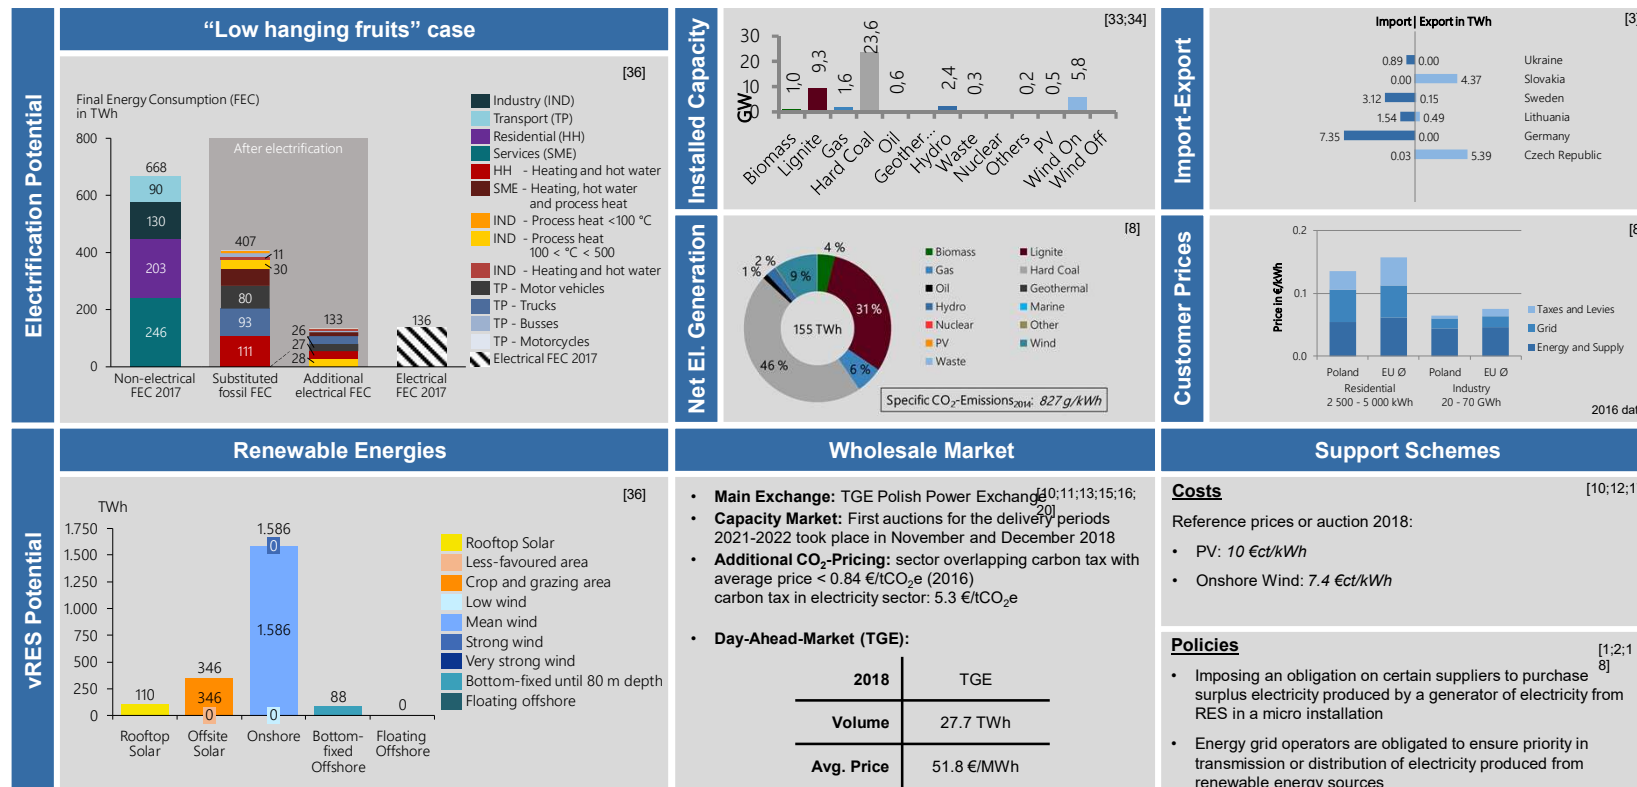 Electrification Potential
“Low hanging fruits” case
[36]
Final Energy Consumption (FEC)
in TWh
800
600
400
200
0
After electrification
668
90
130
203
246
407
11
30
80
93
111
133
26
27
28
136
Non-electrical
FEC 2017
Substituted
fossil FEC
Additional
electrical FEC
Electrical
FEC 2017
Industry (IND)
Transport (TP)
Residential (HH)
Services (SME)
HH - Heating and hot water
SME - Heating, hot water
and process heat
IND - Process heat <100 °C
IND - Process heat
100 < °C < 500
IND - Heating and hot water
TP - Motor vehicles
TP - Trucks
TP - Busses
TP - Motorcycles
Electrical FEC 2017
Installed Capacity
[33;34]
GW
30
20
10
0
1,0
9,3
1,6
23,6
0,6
2,4
0,3
0,2
0,5
5,8
Biomass
Lignite
Gas
Hard Coal
Oil
Geother...
Hydro
Waste
Nuclear
Others
PV
Wind On
Wind Off
Import-Export
[3]
Import | Export in TWh
0.89 0.00 Ukraine
0.00 4.37 Slovakia
3.12 0.15 Sweden
1.54 0.49 Lithuania
7.35 0.00 Germany
0.03 5.39 Czech Republic
Net El. Generation
[8]
4 %
31 %
6 %
46 %
1 %
2 %
9 %
155 TWh
Biomass Lignite
Gas Hard Coal
Oil Geothermal
Hydro Marine
Nuclear Other
PV Wind
Waste
Specific CO2-Emissions2014: 827 g/kWh
Customer Prices
[8
Price in €/kWh
0.2
0.1
0.0
Poland EU Ø Poland EU Ø
Residential Industry
2 500 - 5 000 kWh 20 - 70 GWh
Taxes and Levies
Grid
Energy and Supply
2016 dat
vRES Potential
Renewable Energies
[36]
TWh
1.750
1.500
1.250
1.000
750
500
250
0
110
346
346
0
1.586
0
1.586
0
88
0
Rooftop
Solar
Offsite
Solar
Onshore
Bottom-
fixed
Offshore
Floating
Offshore
Rooftop Solar
Less-favoured area
Crop and grazing area
Low wind
Mean wind
Strong wind
Very strong wind
Bottom-fixed until 80 m depth
Floating offshore
Wholesale Market
[10;11;13;15;16;
20]
• Main Exchange: TGE Polish Power Exchange
• Capacity Market: First auctions for the delivery periods
2021-2022 took place in November and December 2018
• Additional CO2-Pricing: sector overlapping carbon tax with
average price < 0.84 €/tCO2e (2016)
carbon tax in electricity sector: 5.3 €/tCO2e
• Day-Ahead-Market (TGE):
2018 TGE
Volume 27.7 TWh
Avg. Price 51.8 €/MWh
Support Schemes
Costs
[10;12;1
Reference prices or auction 2018:
• PV: 10 €ct/kWh
• Onshore Wind: 7.4 €ct/kWh
Policies
[1;2;1
8]
• Imposing an obligation on certain suppliers to purchase
surplus electricity produced by a generator of electricity from
RES in a micro installation
• Energy grid operators are obligated to ensure priority in
transmission or distribution of electricity produced from
renewable energy sources